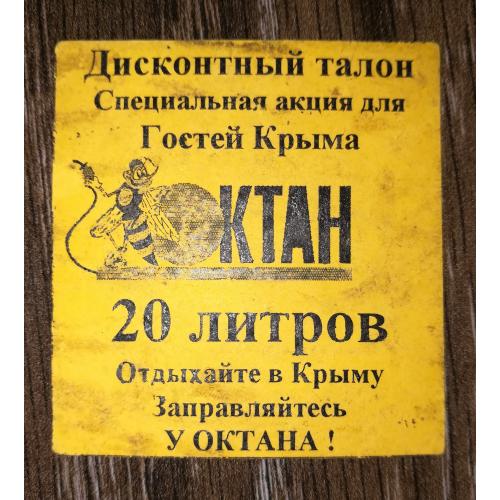 Дисконтный талон
Специальная акция для
Гостей Крыма
ОКТАН
20 литров
Отдыхайте в Крыму
Заправляйтесь
У ОКТАНА !